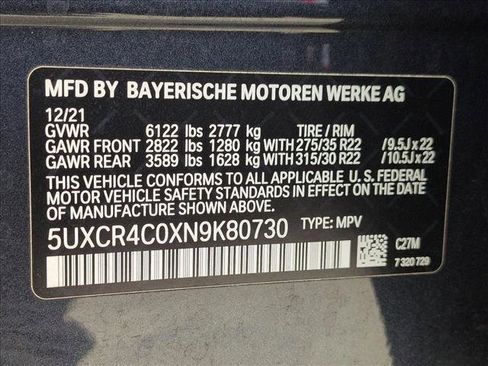 MFD BY BAYERISCHE MOTOREN WERKE AG
12/21
GVWR 6122 lbs 2777 kg TIRE / RIM
GAWR FRONT 2822 lbs 1280 kg WITH 275/35 R22 /9.5J x 22
GAWR REAR 3589 lbs 1628 kg WITH 315/30 R22 /10.5J x 22
THIS VEHICLE CONFORMS TO ALL APPLICABLE U. S. FEDERAL
MOTOR VEHICLE SAFETY STANDARDS IN EFFECT ON THE DATE
OF MANUFACTURE SHOWN ABOVE.
5UXCR4C0XN9K80730 TYPE: MPV
C27M
7 320 729